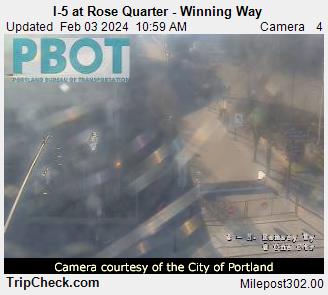 I-5 at Rose Quarter - Winning Way
Updated Feb 03 2024 10:59 AM Camera 4
PBOT
PORTLAND BUREAU OF TRANSPORTATION
Camera courtesy of the City of Portland
TripCheck.com Milepost302.00